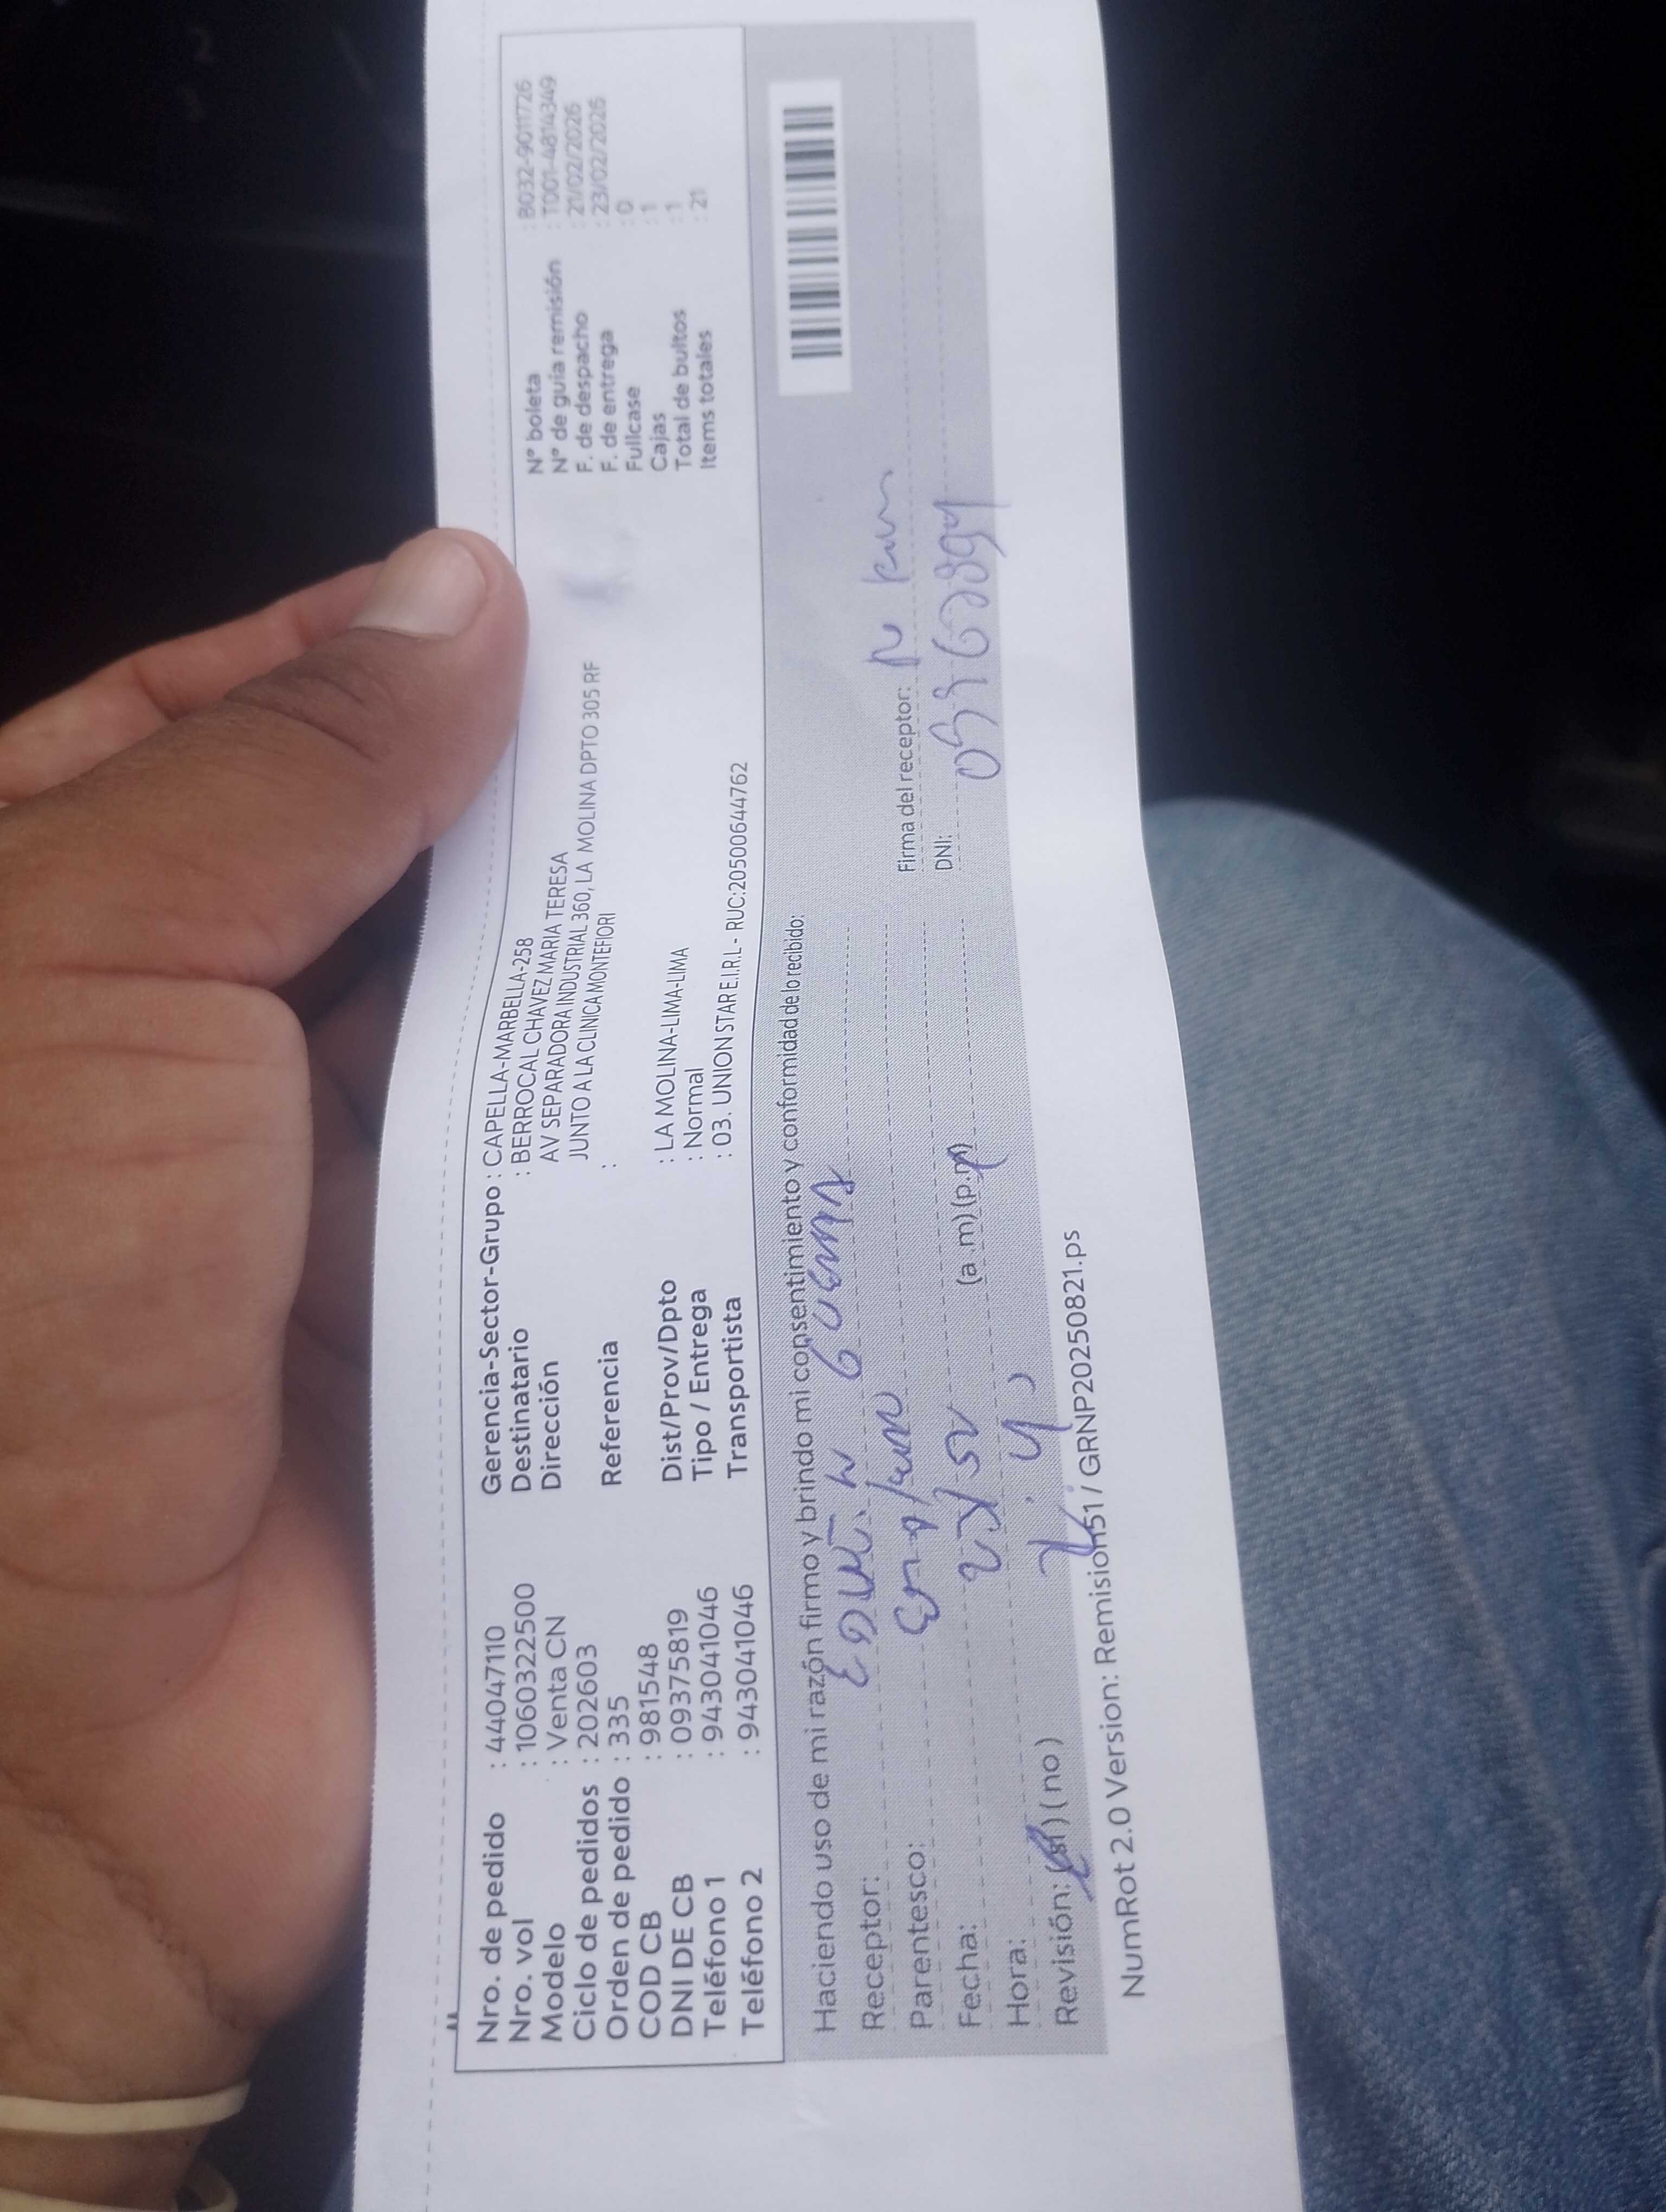 Nro. de pedido : 44047110
Nro. vol : 1060322500
Modelo : Venta CN
Ciclo de pedidos : 202603
Orden de pedido : 335
COD CB : 981548
DNI DE CB : 09375819
Teléfono 1 : 943041046
Teléfono 2 : 943041046
Gerencia-Sector-Grupo : CAPELLA-MARBELLA-258
Destinatario : BERROCAL CHAVEZ MARIA TERESA
Dirección AV SEPARADORA INDUSTRIAL 360, LA MOLINA DPTO 305 RF
JUNTO A LA CLINICA MONTEFIORI
Referencia :
Dist/Prov/Dpto : LA MOLINA-LIMA-LIMA
Tipo / Entrega : Normal
Transportista : 03. UNION STAR E.I.R.L - RUC:20500644762
N° boleta : B032-9011726
N° de guía remisión : T001-4814349
F. de despacho : 21/02/2026
F. de entrega : 23/02/2026
Fullcase : 0
Cajas : 1
Total de bultos : 1
Items totales : 21
Haciendo uso de mi razón firmo y brindo mi consentimiento y conformidad de lo recibido:
Receptor:
Parentesco:
Fecha:
Hora: (a.m) (p.m)
Revisión: (si) (no)
Firma del receptor:
DNI:
NumRot 2.0 Version: Remision51 / GRNP20250821.ps